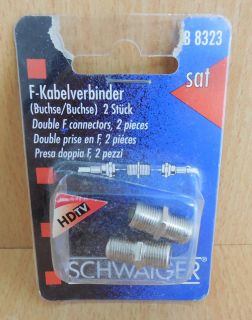 B 8323
sat
F-Kabelverbinder
(Buchse/Buchse) 2 Stück
Double F connectors, 2 pieces
Double prise en F, 2 pièces
Presa doppia F, 2 pezzi
HDTV
SCHWAIGER®